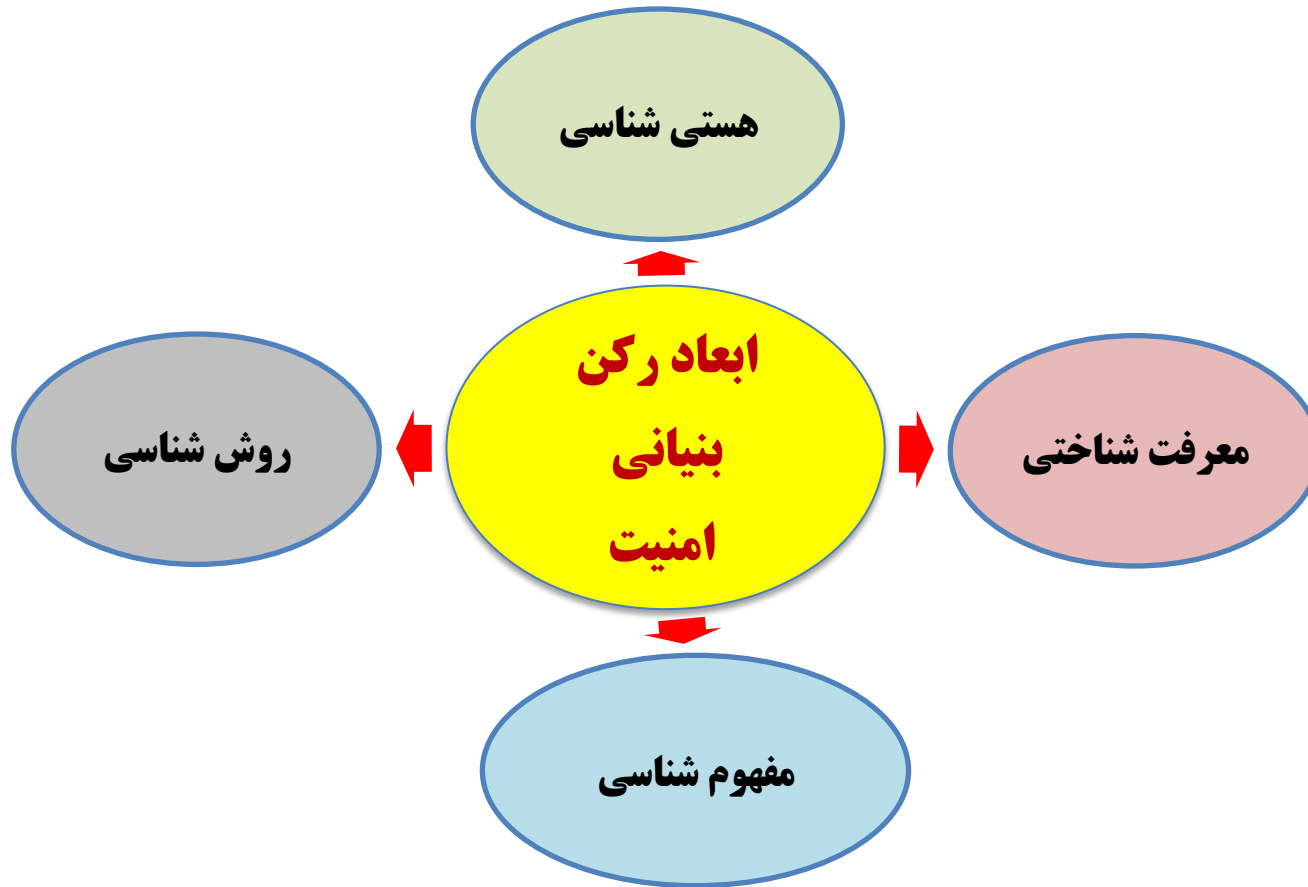 هستی شناسی
ابعاد رکن
بنیانی
امنیت
معرفت شناختی
روش شناسی
مفهوم شناسی